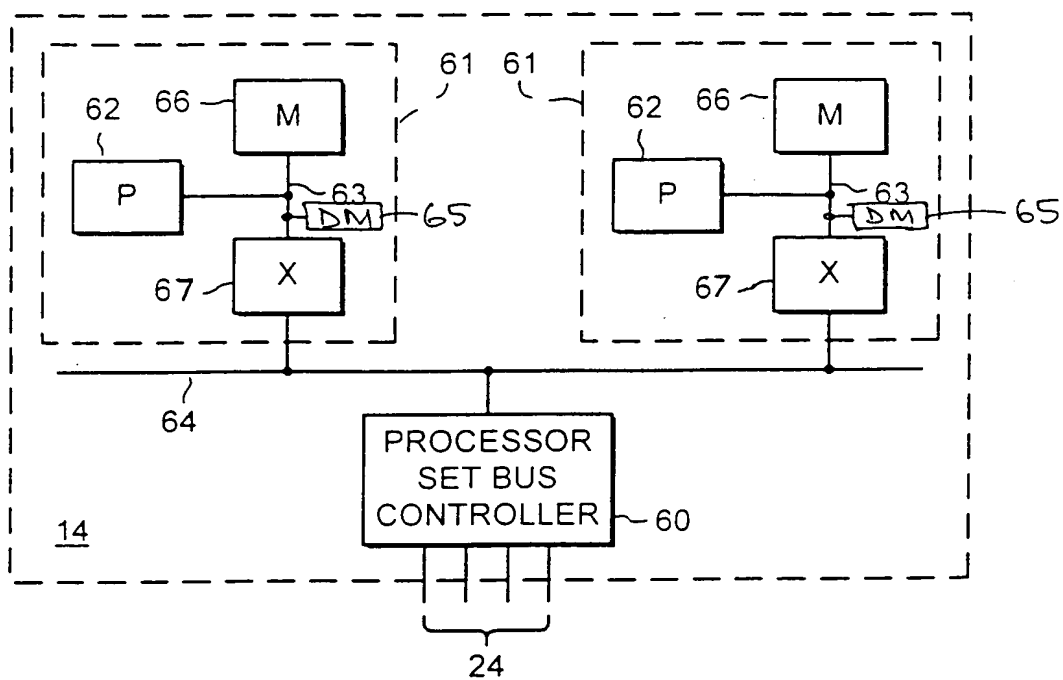 61 61
66 M 66 M
62 62
P 63 P 63
DM 65 DM 65
67 X 67 X
64
PROCESSOR
SET BUS
CONTROLLER
60
14
24